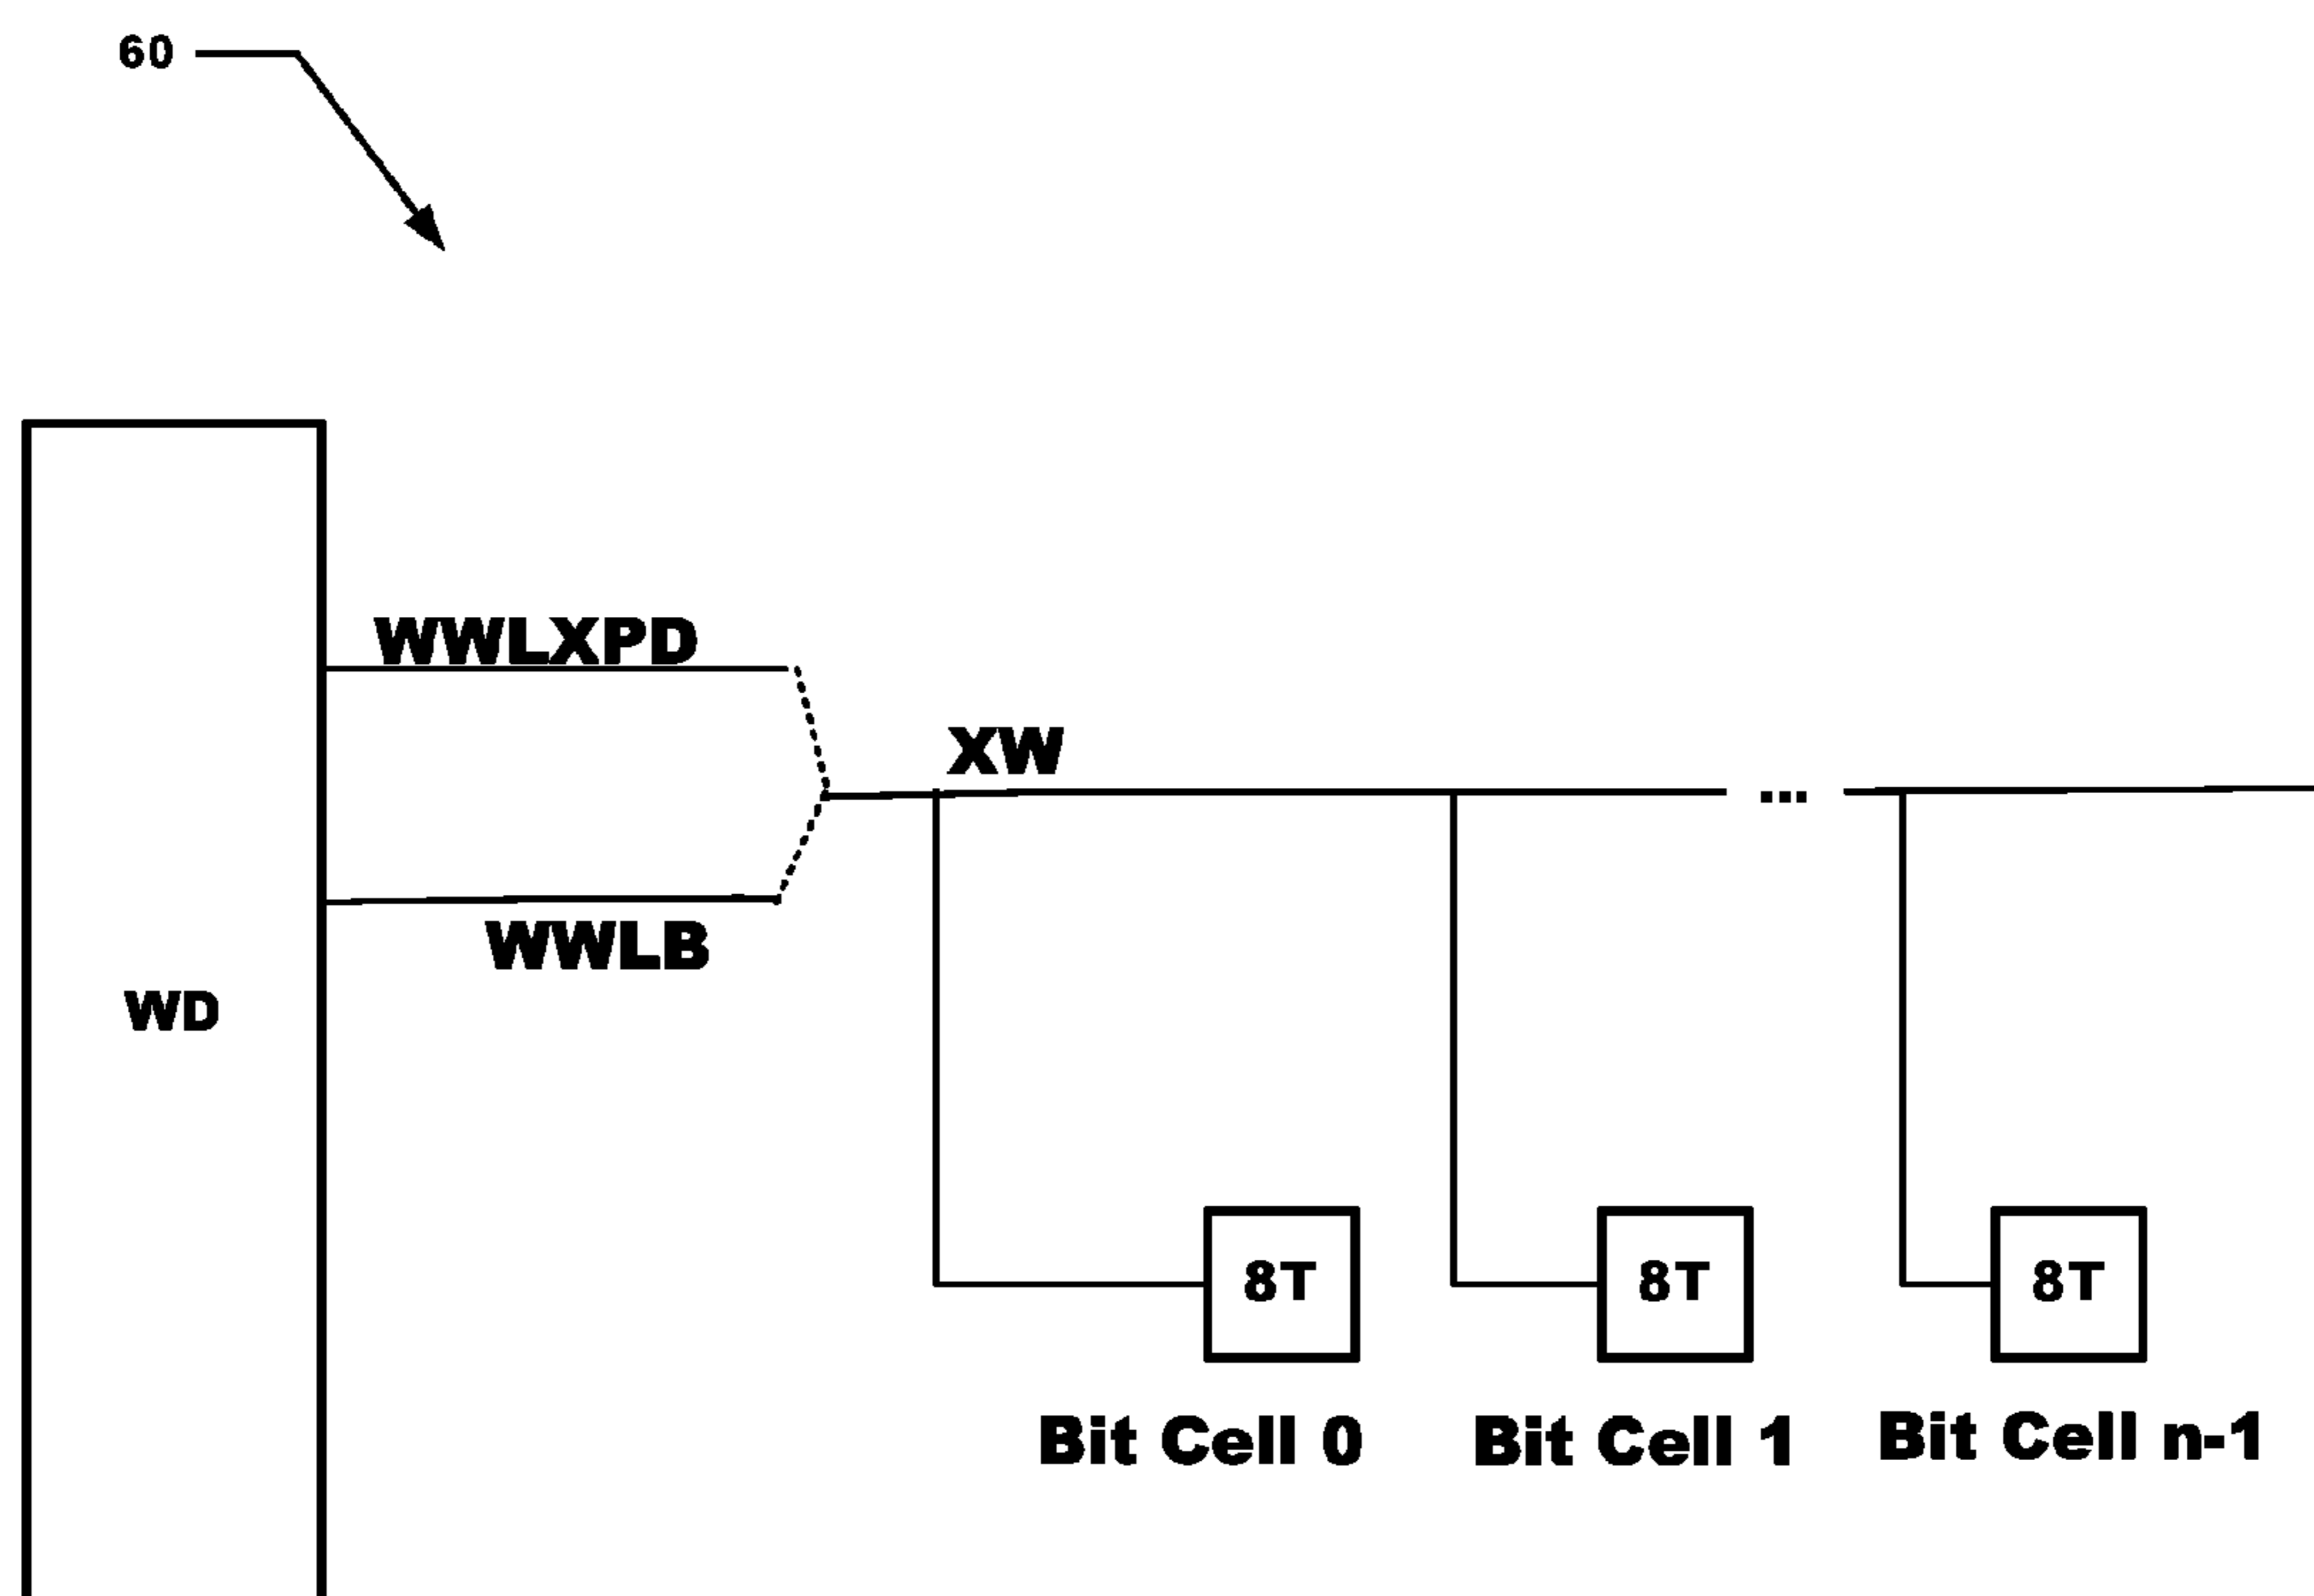 60
WWLXPD
XW
...
WWLB
WD
8T 8T 8T
Bit Cell 0 Bit Cell 1 Bit Cell n-1